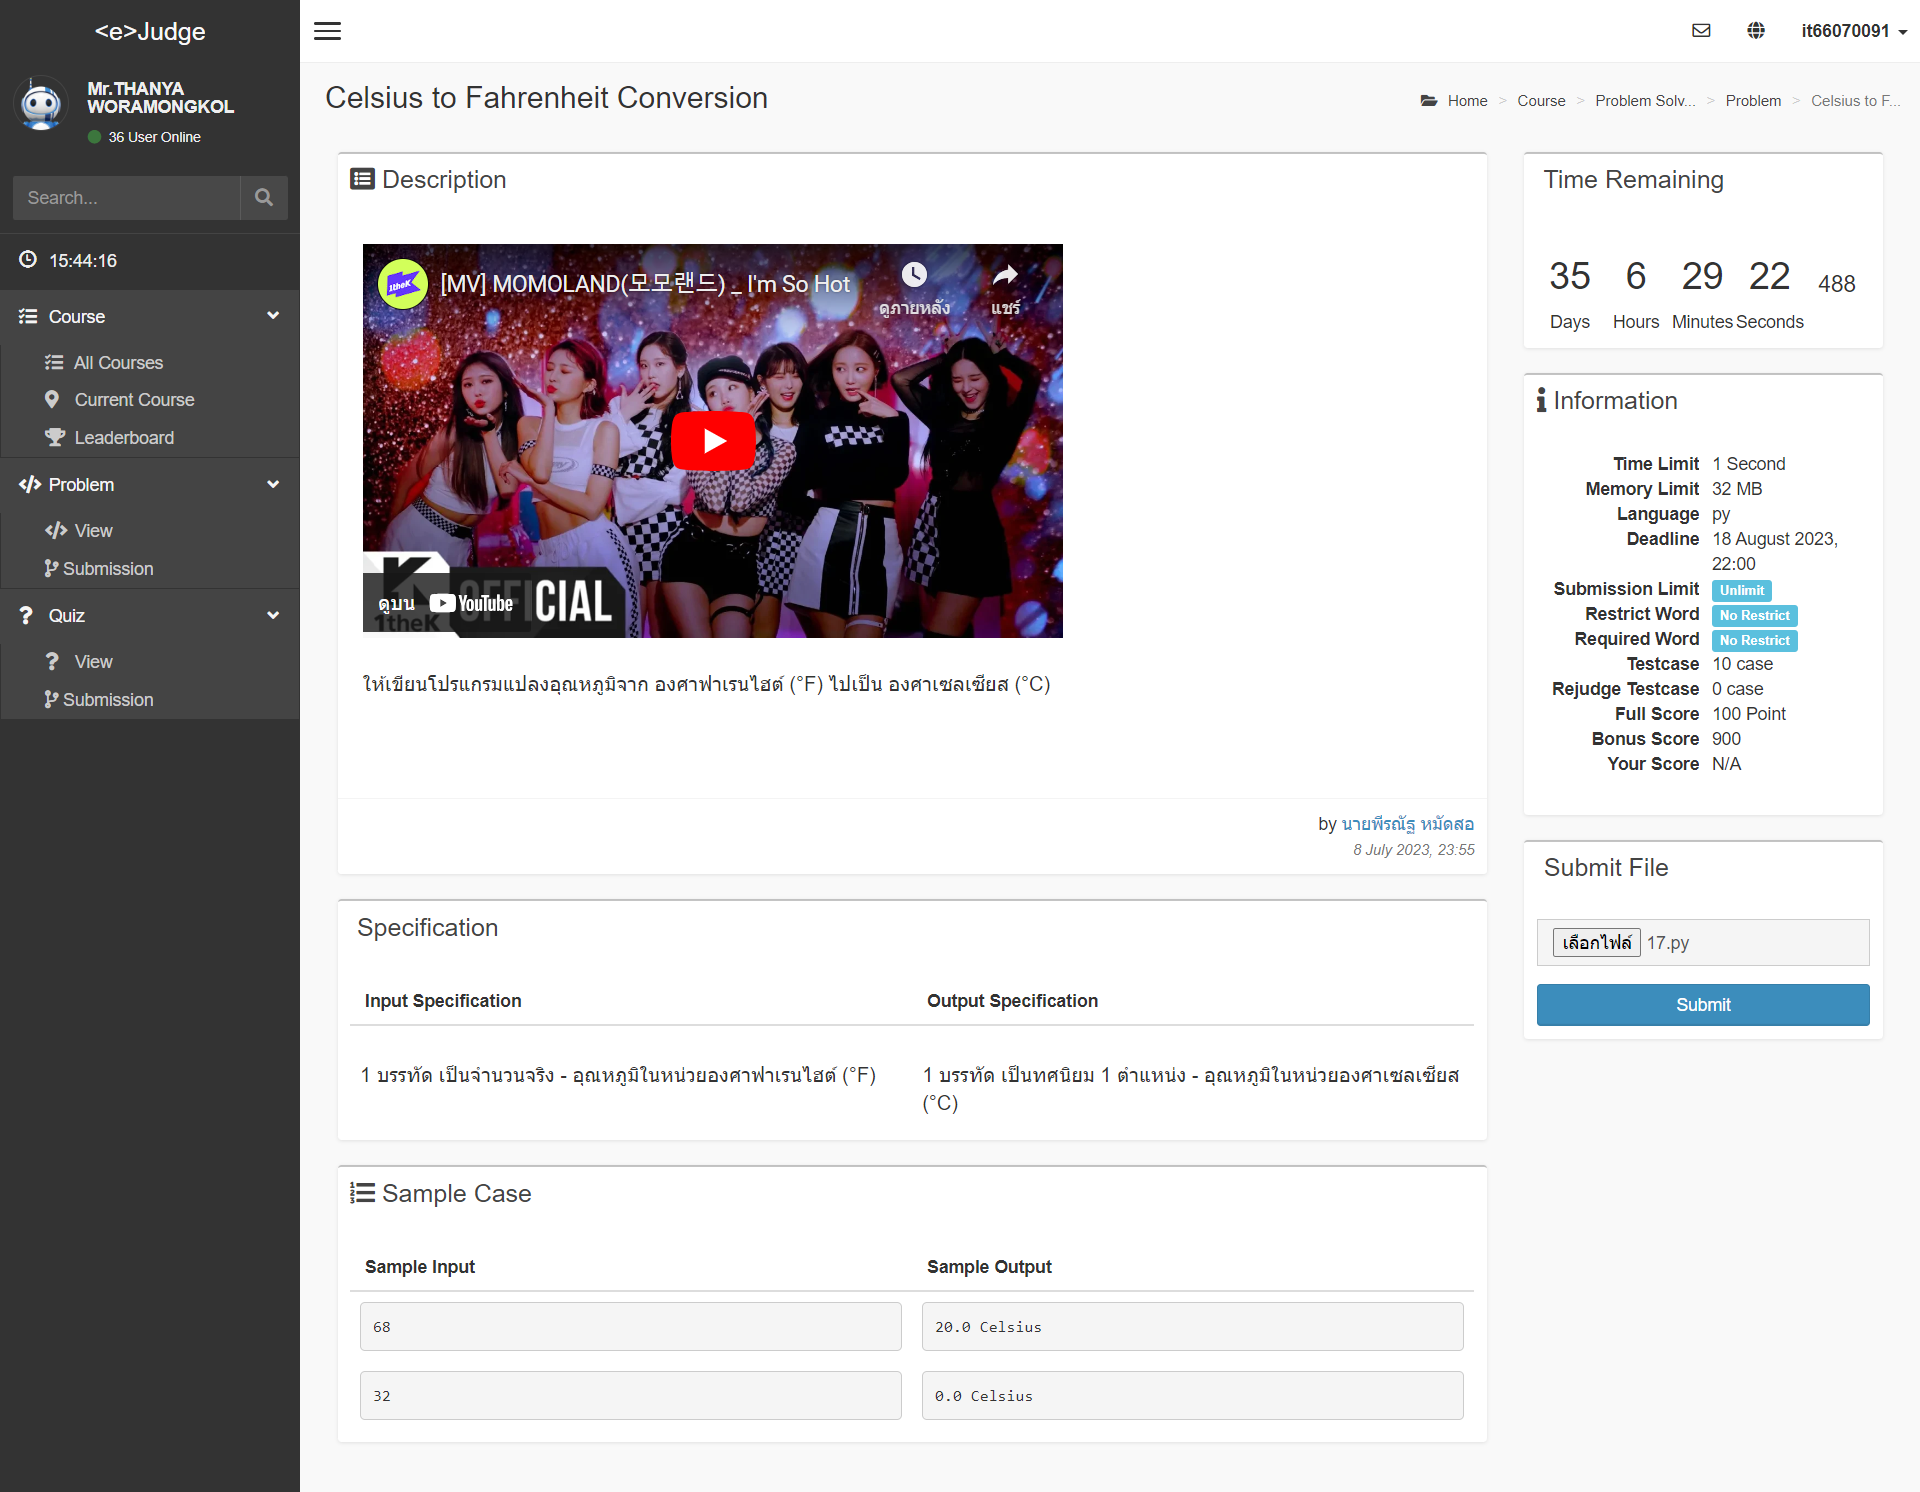 <e>Judge
Mr.THANYA
WORAMONGKOL
36 User Online
Search...
15:44:16
Course
All Courses
Current Course
Leaderboard
Problem
View
Submission
Quiz
View
Submission
it66070091
Celsius to Fahrenheit Conversion
Home > Course > Problem Solv... > Problem > Celsius to F...
Description
1theK
[MV] MOMOLAND(모모랜드) _ I'm So Hot
ดูภายหลัง
แชร์
K OFFICIAL
1theK
ดูบน YouTube
ให้เขียนโปรแกรมแปลงอุณหภูมิจาก องศาฟาเรนไฮต์ (°F) ไปเป็น องศาเซลเซียส (°C)
by นายพีรณัฐ หมัดสอ
8 July 2023, 23:55
Specification
Input Specification
Output Specification
1 บรรทัด เป็นจำนวนจริง - อุณหภูมิในหน่วยองศาฟาเรนไฮต์ (°F)
1 บรรทัด เป็นทศนิยม 1 ตำแหน่ง - อุณหภูมิในหน่วยองศาเซลเซียส
(°C)
Sample Case
Sample Input
Sample Output
68
20.0 Celsius
32
0.0 Celsius
Time Remaining
35 6 29 22 488
Days Hours Minutes Seconds
Information
Time Limit 1 Second
Memory Limit 32 MB
Language py
Deadline 18 August 2023,
22:00
Submission Limit Unlimit
Restrict Word No Restrict
Required Word No Restrict
Testcase 10 case
Rejudge Testcase 0 case
Full Score 100 Point
Bonus Score 900
Your Score N/A
Submit File
เลือกไฟล์ 17.py
Submit